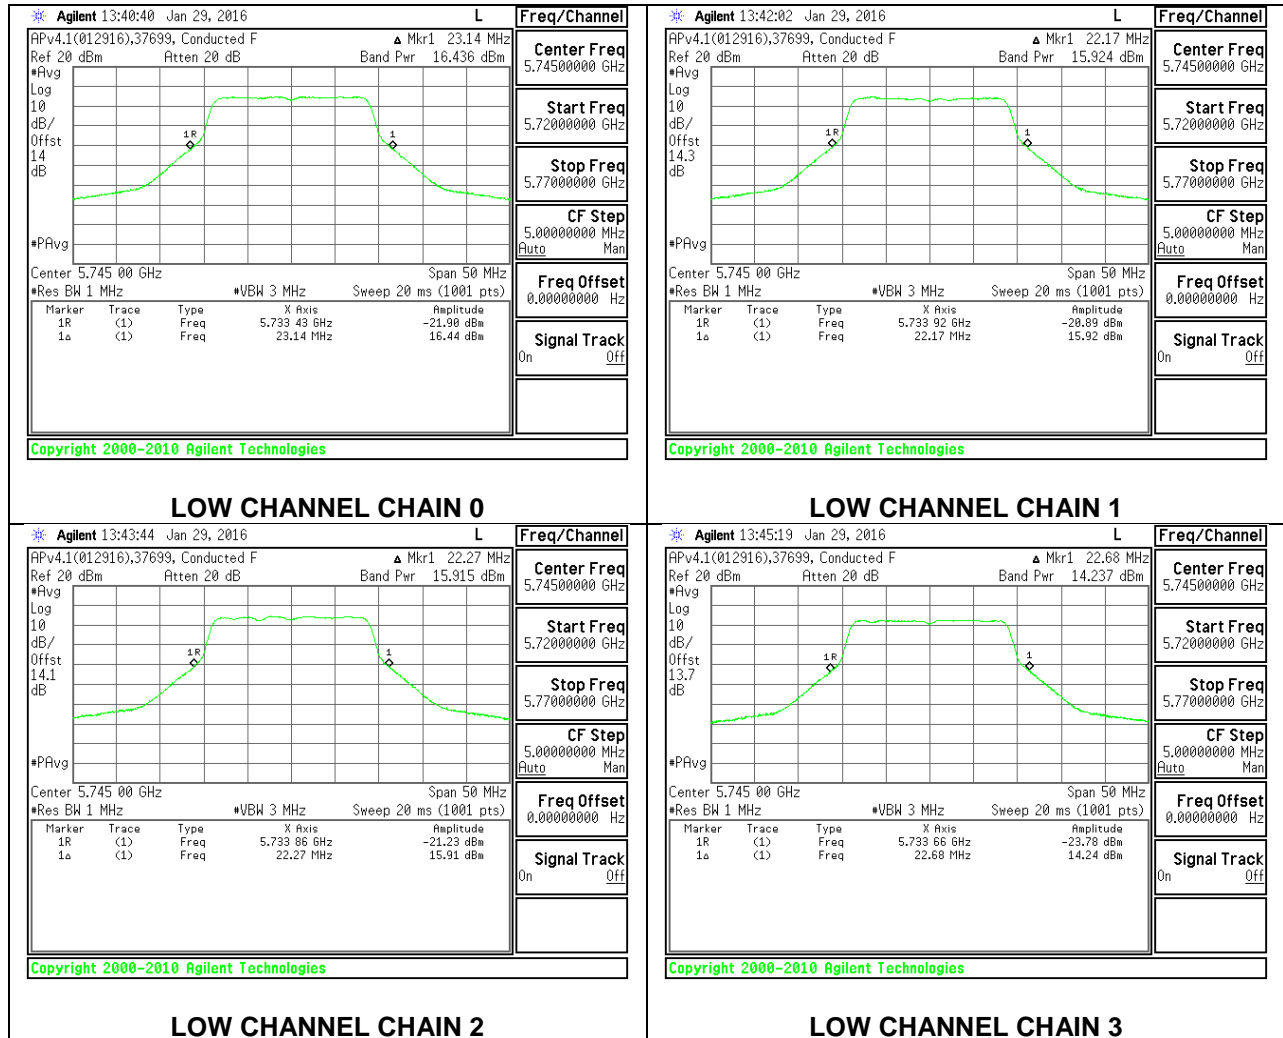 Agilent 13:40:40 Jan 29, 2016 L Freq/Channel
APv4.1(012916),37699, Conducted F Δ Mkr1 23.14 MHz
Ref 20 dBm Atten 20 dB Band Pwr 16.436 dBm
#Avg
Log
10
dB/
Offst
14
dB
#PAvg
1R
1
Center 5.745 00 GHz Span 50 MHz
#Res BW 1 MHz #VBW 3 MHz Sweep 20 ms (1001 pts)
Marker Trace Type X Axis Amplitude
1R (1) Freq 5.733 43 GHz -21.90 dBm
1Δ (1) Freq 23.14 MHz 16.44 dBm
Center Freq
5.74500000 GHz
Start Freq
5.72000000 GHz
Stop Freq
5.77000000 GHz
CF Step
5.00000000 MHz
Auto Man
Freq Offset
0.00000000 Hz
Signal Track
On Off
Copyright 2000-2010 Agilent Technologies
LOW CHANNEL CHAIN 0
Agilent 13:42:02 Jan 29, 2016 L Freq/Channel
APv4.1(012916),37699, Conducted F Δ Mkr1 22.17 MHz
Ref 20 dBm Atten 20 dB Band Pwr 15.924 dBm
#Avg
Log
10
dB/
Offst
14.3
dB
#PAvg
1R
1
Center 5.745 00 GHz Span 50 MHz
#Res BW 1 MHz #VBW 3 MHz Sweep 20 ms (1001 pts)
Marker Trace Type X Axis Amplitude
1R (1) Freq 5.733 92 GHz -20.89 dBm
1Δ (1) Freq 22.17 MHz 15.92 dBm
Center Freq
5.74500000 GHz
Start Freq
5.72000000 GHz
Stop Freq
5.77000000 GHz
CF Step
5.00000000 MHz
Auto Man
Freq Offset
0.00000000 Hz
Signal Track
On Off
Copyright 2000-2010 Agilent Technologies
LOW CHANNEL CHAIN 1
Agilent 13:43:44 Jan 29, 2016 L Freq/Channel
APv4.1(012916),37699, Conducted F Δ Mkr1 22.27 MHz
Ref 20 dBm Atten 20 dB Band Pwr 15.915 dBm
#Avg
Log
10
dB/
Offst
14.1
dB
#PAvg
1R
1
Center 5.745 00 GHz Span 50 MHz
#Res BW 1 MHz #VBW 3 MHz Sweep 20 ms (1001 pts)
Marker Trace Type X Axis Amplitude
1R (1) Freq 5.733 86 GHz -21.23 dBm
1Δ (1) Freq 22.27 MHz 15.91 dBm
Center Freq
5.74500000 GHz
Start Freq
5.72000000 GHz
Stop Freq
5.77000000 GHz
CF Step
5.00000000 MHz
Auto Man
Freq Offset
0.00000000 Hz
Signal Track
On Off
Copyright 2000-2010 Agilent Technologies
LOW CHANNEL CHAIN 2
Agilent 13:45:19 Jan 29, 2016 L Freq/Channel
APv4.1(012916),37699, Conducted F Δ Mkr1 22.68 MHz
Ref 20 dBm Atten 20 dB Band Pwr 14.237 dBm
#Avg
Log
10
dB/
Offst
13.7
dB
#PAvg
1R
1
Center 5.745 00 GHz Span 50 MHz
#Res BW 1 MHz #VBW 3 MHz Sweep 20 ms (1001 pts)
Marker Trace Type X Axis Amplitude
1R (1) Freq 5.733 66 GHz -23.78 dBm
1Δ (1) Freq 22.68 MHz 14.24 dBm
Center Freq
5.74500000 GHz
Start Freq
5.72000000 GHz
Stop Freq
5.77000000 GHz
CF Step
5.00000000 MHz
Auto Man
Freq Offset
0.00000000 Hz
Signal Track
On Off
Copyright 2000-2010 Agilent Technologies
LOW CHANNEL CHAIN 3